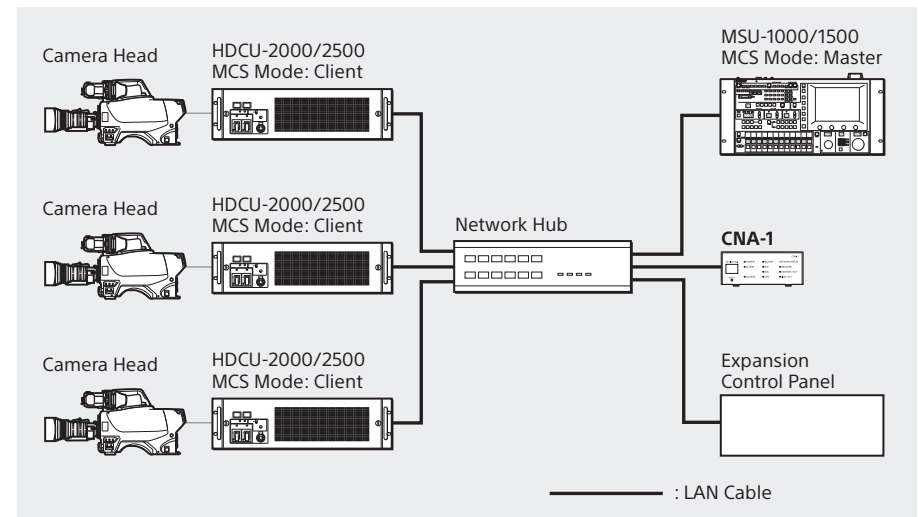 Camera Head
HDCU-2000/2500
MCS Mode: Client
MSU-1000/1500
MCS Mode: Master
Camera Head
HDCU-2000/2500
MCS Mode: Client
Network Hub
CNA-1
Camera Head
HDCU-2000/2500
MCS Mode: Client
Expansion
Control Panel
: LAN Cable